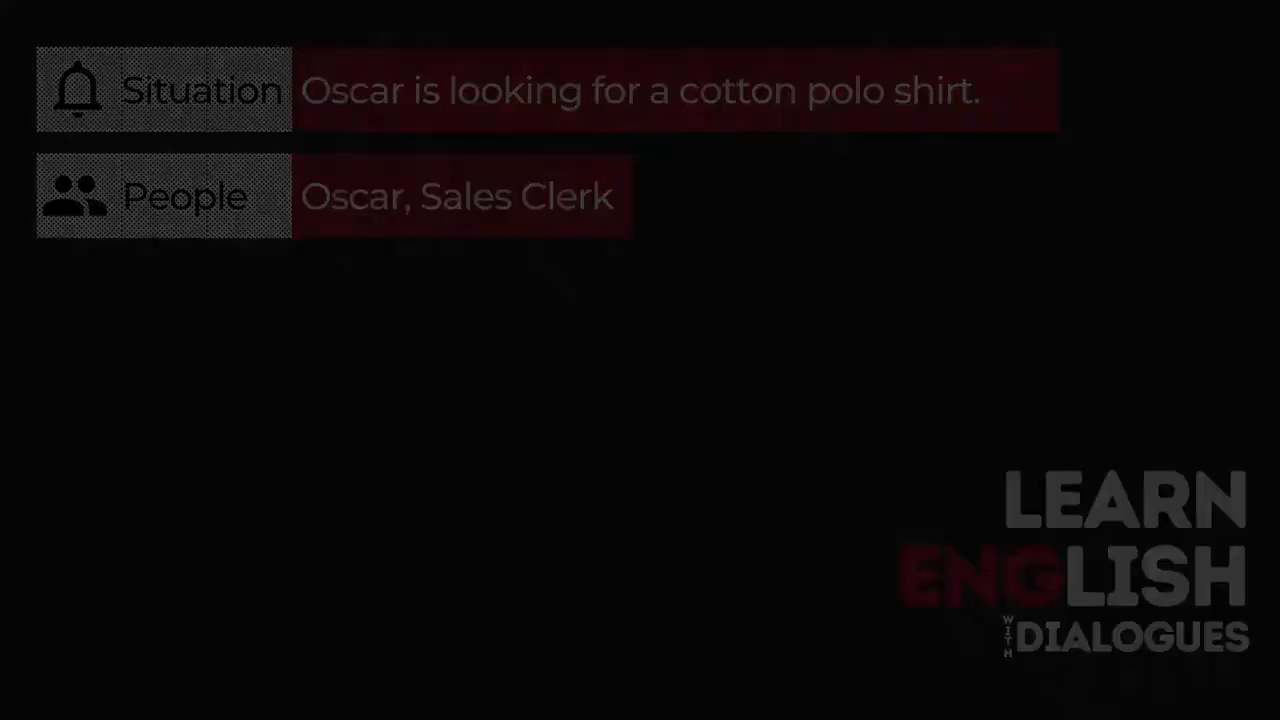 Situation Oscar is looking for a cotton polo shirt.
People Oscar, Sales Clerk
LEARN
ENGLISH
WITH DIALOGUES